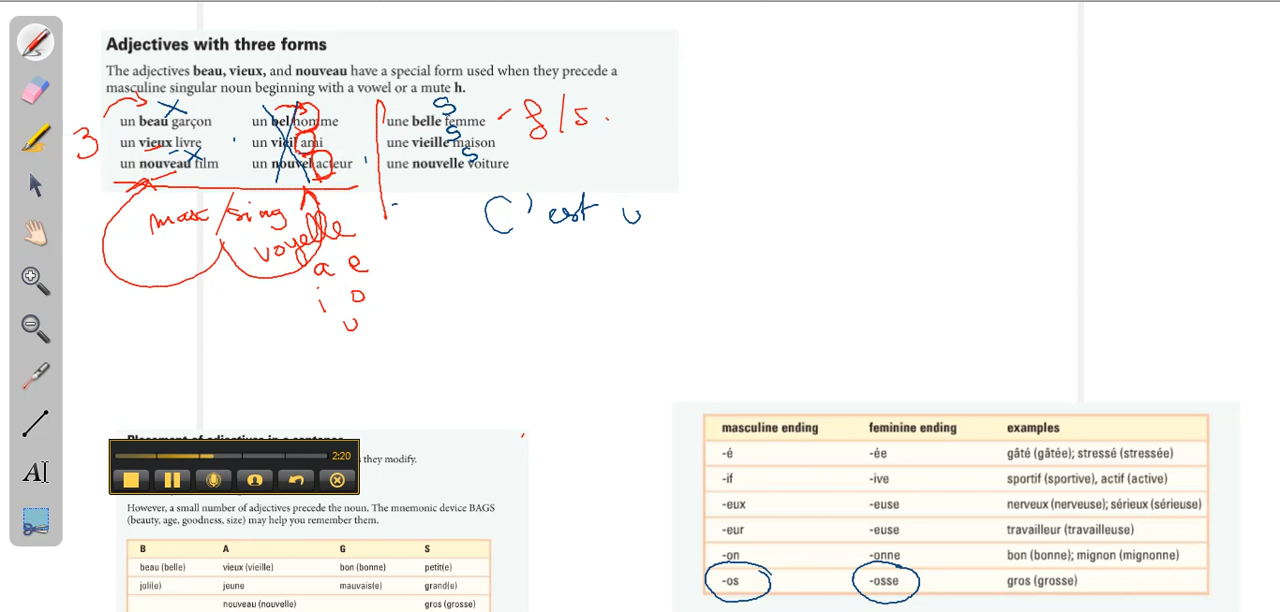 Adjectives with three forms
The adjectives beau, vieux, and nouveau have a special form used when they precede a
masculine singular noun beginning with a vowel or a mute h.
un beau garçon un bel homme une belle femme
un vieux livre un vieil ami une vieille maison
un nouveau film un nouvel acteur une nouvelle voiture
3
x
x
s
s
s
f/s.
masc/sing
voyelle
a e
i o
u
C'est u
Placement of adjectives in a sentence
2:20
they modify.
However, a small number of adjectives precede the noun. The mnemonic device BAGS
(beauty, age, goodness, size) may help you remember them.
B A G S
beau (belle) vieux (vieille) bon (bonne) petit(e)
joli(e) jeune mauvais(e) grand(e)
nouveau (nouvelle) gros (grosse)
masculine ending feminine ending examples
-é -ée gâté (gâtée); stressé (stressée)
-if -ive sportif (sportive), actif (active)
-eux -euse nerveux (nerveuse); sérieux (sérieuse)
-eur -euse travailleur (travailleuse)
-on -onne bon (bonne); mignon (mignonne)
-os -osse gros (grosse)
A